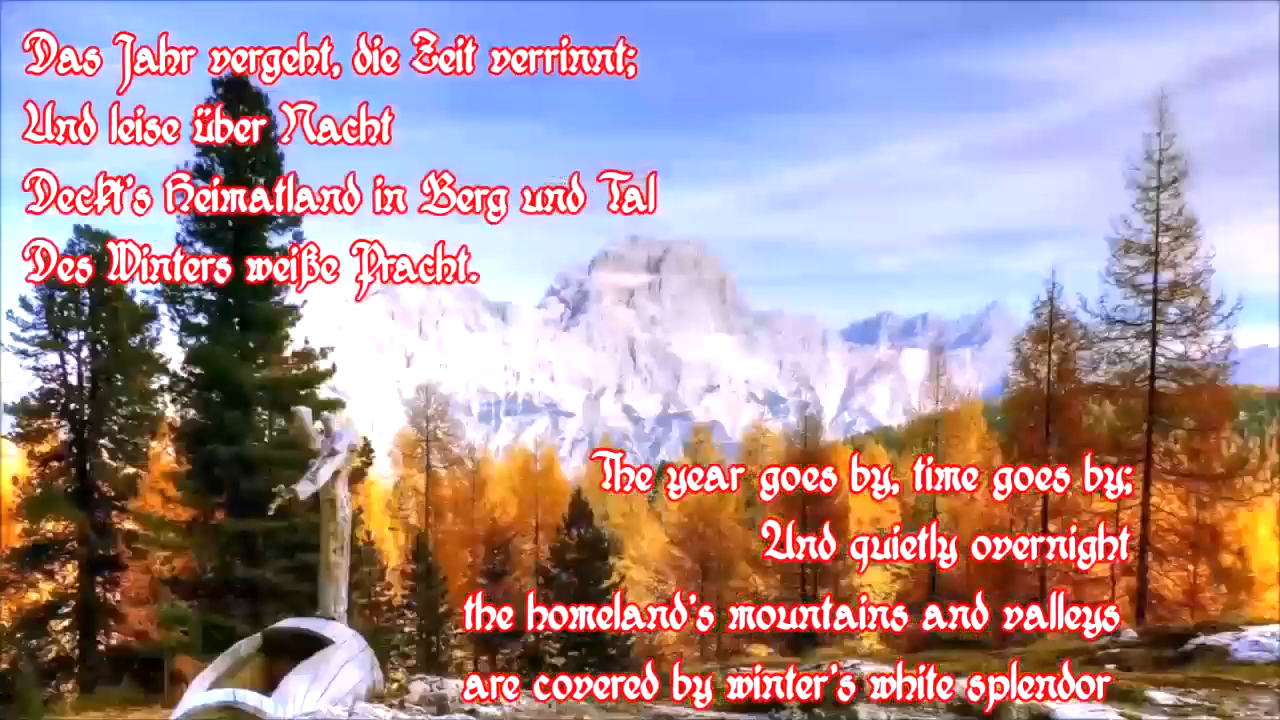 Das Jahr vergeht, die Zeit verrinnt;
Und leise über Nacht
Deckt's Heimatland in Berg und Tal
Des Winters weiße Pracht.
The year goes by, time goes by;
And quietly overnight
the homeland's mountains and valleys
are covered by winter's white splendor